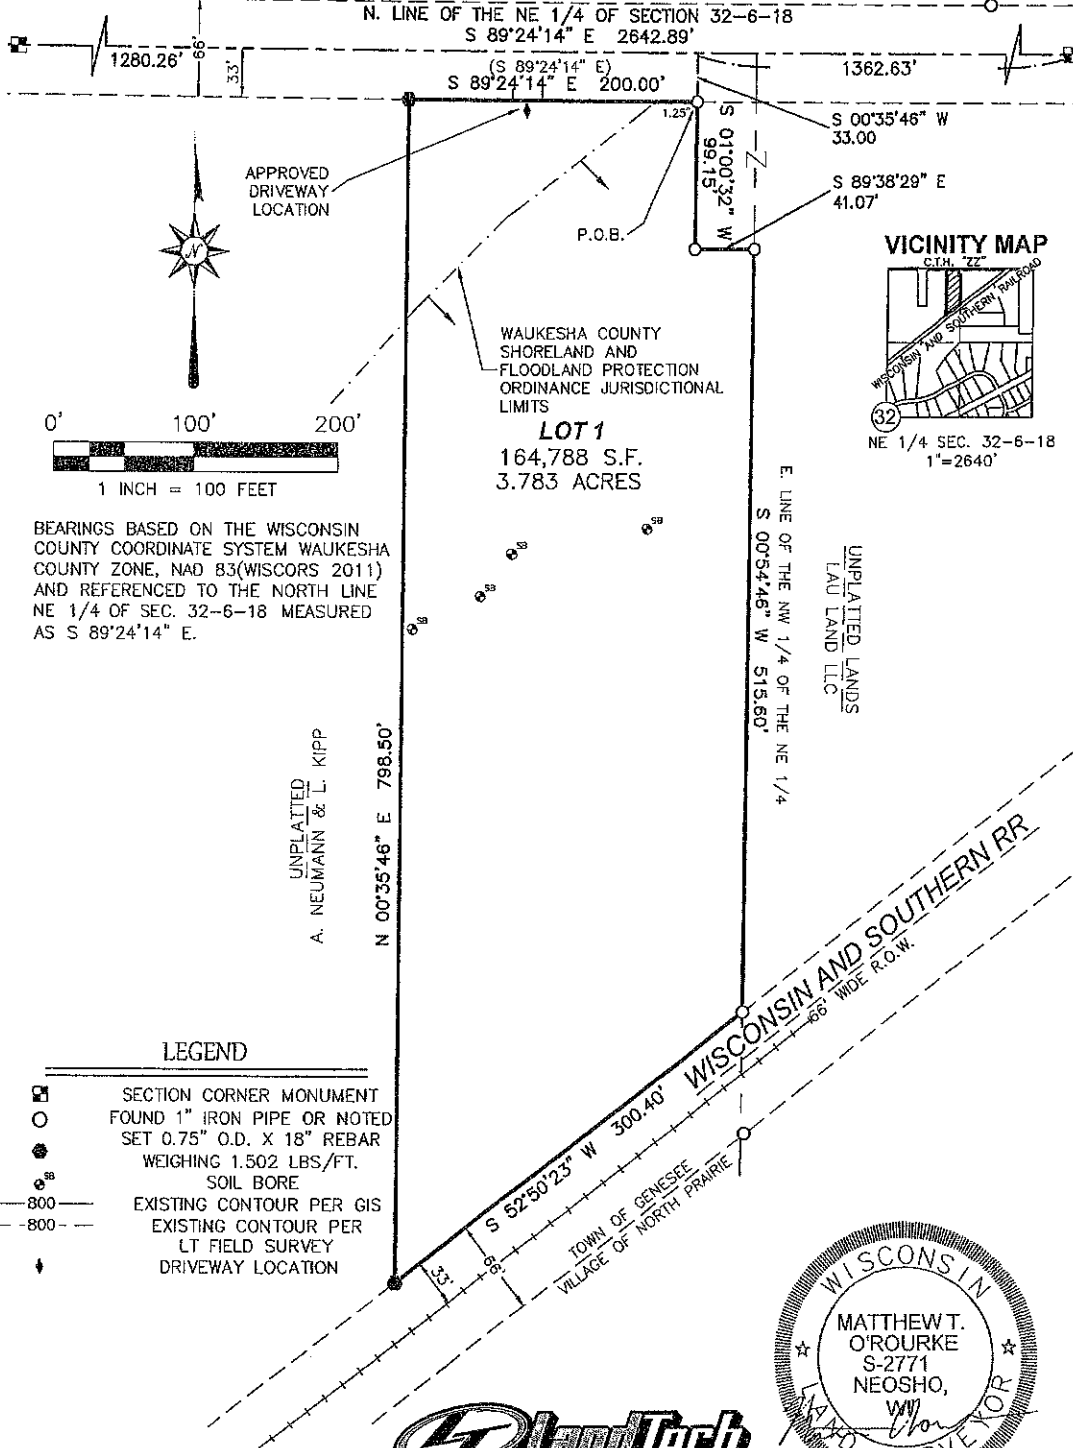 N. LINE OF THE NE 1/4 OF SECTION 32-6-18
S 89°24'14" E 2642.89'
1280.26'
66'
33'
(S 89°24'14" E)
S 89°24'14" E 200.00'
1362.63'
1.25"
S 00°35'46" W
33.00
S 01°00'32" W
99.15'
S 89°38'29" E
41.07'
APPROVED
DRIVEWAY
LOCATION
P.O.B.
N
VICINITY MAP
C.T.H. "ZZ"
WISCONSIN AND SOUTHERN RAILROAD
32
NE 1/4 SEC. 32-6-18
1"=2640'
WAUKESHA COUNTY
SHORELAND AND
FLOODLAND PROTECTION
ORDINANCE JURISDICTIONAL
LIMITS
LOT 1
164,788 S.F.
3.783 ACRES
0' 100' 200'
1 INCH = 100 FEET
BEARINGS BASED ON THE WISCONSIN
COUNTY COORDINATE SYSTEM WAUKESHA
COUNTY ZONE, NAD 83(WISCORS 2011)
AND REFERENCED TO THE NORTH LINE
NE 1/4 OF SEC. 32-6-18 MEASURED
AS S 89°24'14" E.
SB
SB
SB
SB
E. LINE OF THE NW 1/4 OF THE NE 1/4
S 00°54'46" W 515.60'
UNPLATTED LANDS
LAU LAND LLC
UNPLATTED
A. NEUMANN & L. KIPP
N 00°35'46" E 798.50'
WISCONSIN AND SOUTHERN RR
66' WIDE R.O.W.
S 52°50'23" W 300.40'
33'
66'
TOWN OF GENESEE
VILLAGE OF NORTH PRAIRIE
LEGEND
SECTION CORNER MONUMENT
FOUND 1" IRON PIPE OR NOTED
SET 0.75" O.D. X 18" REBAR
WEIGHING 1.502 LBS/FT.
SB
SOIL BORE
800 EXISTING CONTOUR PER GIS
800 EXISTING CONTOUR PER
LT FIELD SURVEY
DRIVEWAY LOCATION
WISCONSIN
MATTHEW T.
O'ROURKE
S-2771
NEOSHO,
WI
LAND
LT LandTech